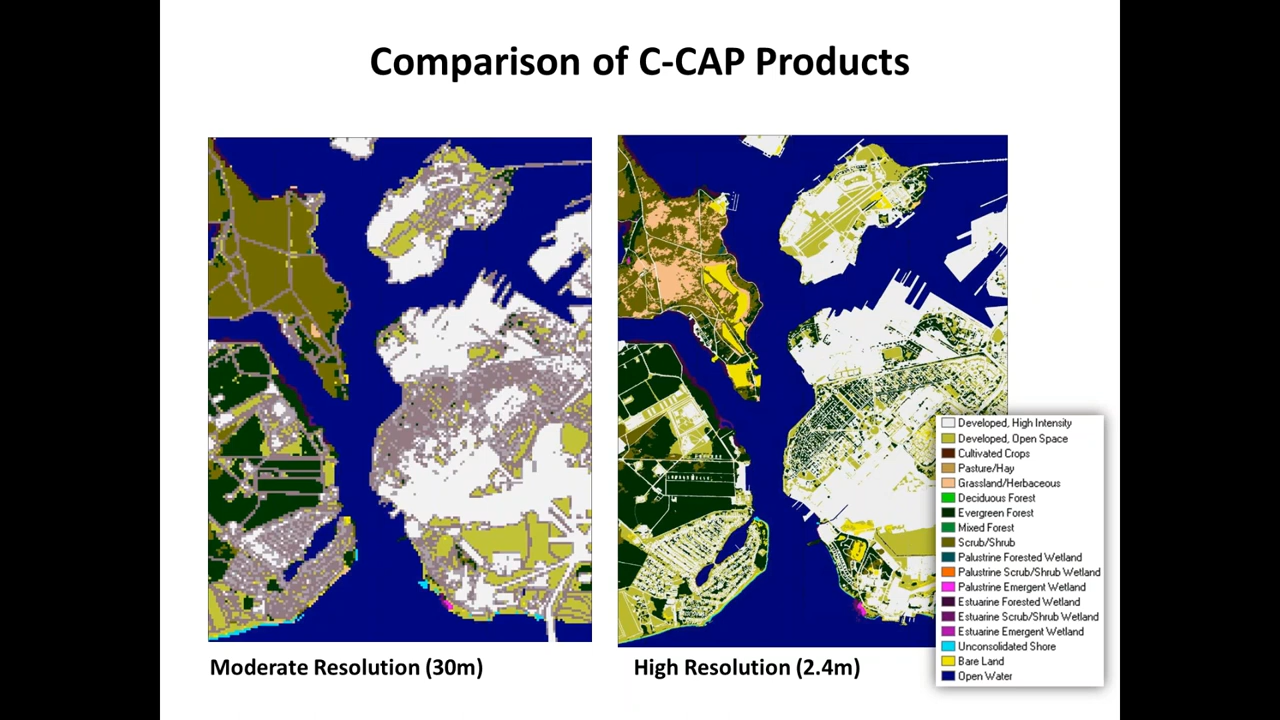 Comparison of C-CAP Products
Developed, High Intensity
Developed, Open Space
Cultivated Crops
Pasture/Hay
Grassland/Herbaceous
Deciduous Forest
Evergreen Forest
Mixed Forest
Scrub/Shrub
Palustrine Forested Wetland
Palustrine Scrub/Shrub Wetland
Palustrine Emergent Wetland
Estuarine Forested Wetland
Estuarine Scrub/Shrub Wetland
Estuarine Emergent Wetland
Unconsolidated Shore
Bare Land
Open Water
Moderate Resolution (30m)
High Resolution (2.4m)